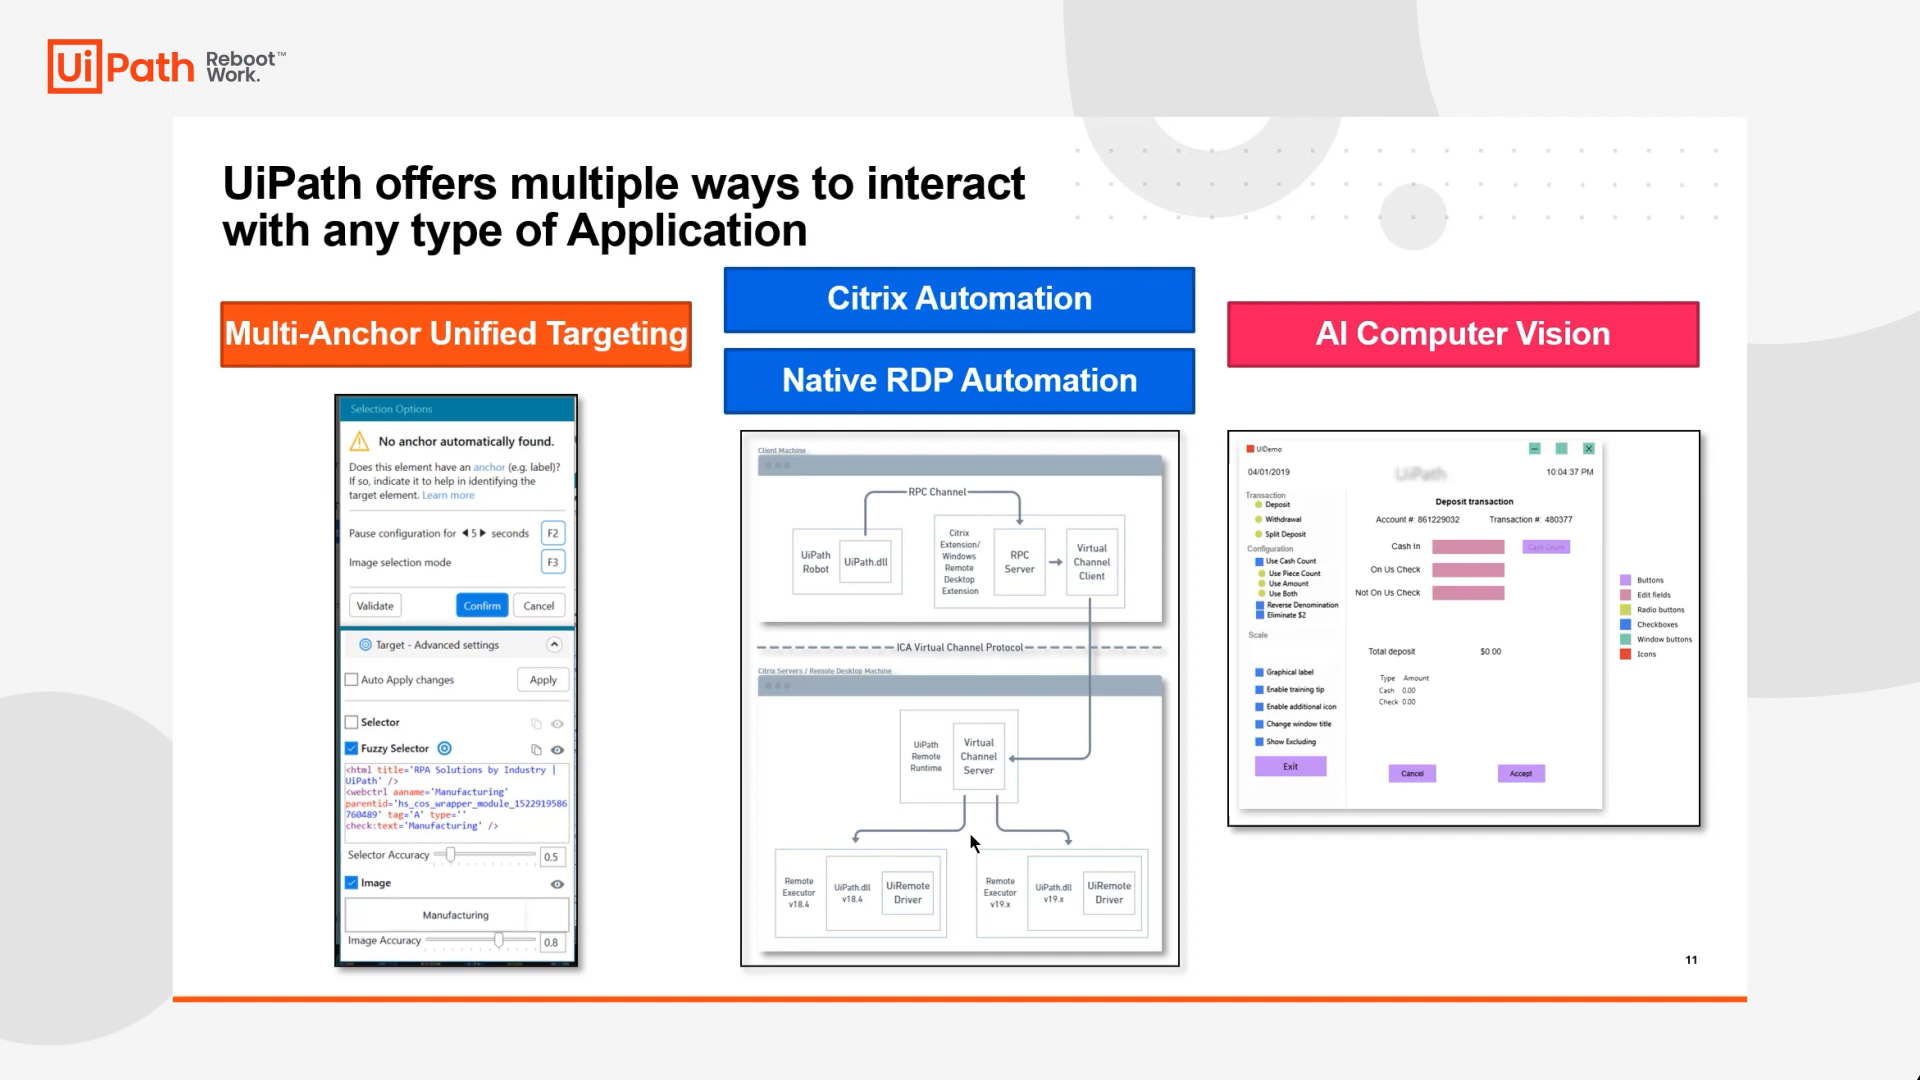 UiPath Reboot™
Work.
UiPath offers multiple ways to interact
with any type of Application
Multi-Anchor Unified Targeting
Selection Options
No anchor automatically found.
Does this element have an anchor (e.g. label)?
If so, indicate it to help in identifying the
target element. Learn more
Pause configuration for 5 seconds F2
Image selection mode F3
Validate Confirm Cancel
Target - Advanced settings
Auto Apply changes Apply
Selector
Fuzzy Selector
<html title='RPA Solutions by Industry |
UiPath' />
<webctrl aaname='Manufacturing'
parentid='hs_cos_wrapper_module_1522919586
760489' tag='A' type=''
check:text='Manufacturing' />
Selector Accuracy 0.5
Image
Manufacturing
Image Accuracy 0.8
Citrix Automation
Native RDP Automation
Client Machine
RPC Channel
UiPath
Robot
UiPath.dll
Citrix
Extension/
Windows
Remote
Desktop
Extension
RPC
Server
Virtual
Channel
Client
ICA Virtual Channel Protocol
Citrix Servers / Remote Desktop Machine
UiPath
Remote
Runtime
Virtual
Channel
Server
Remote
Executor
v18.4
UiPath.dll
v18.4
UiRemote
Driver
Remote
Executor
v19.x
UiPath.dll
v19.x
UiRemote
Driver
AI Computer Vision
UiDemo
04/01/2019
UiPath
10:04:37 PM
Transaction
Deposit
Withdrawal
Split Deposit
Configuration
Use Cash Count
Use Piece Count
Use Amount
Use Both
Reverse Denomination
Eliminate $2
Scale
Graphical label
Enable training tip
Enable additional icon
Change window title
Show Excluding
Exit
Deposit transaction
Account #: 861229032 Transaction #: 480377
Cash In
Cash Count
On Us Check
Not On Us Check
Total deposit $0.00
Type Amount
Cash 0.00
Check 0.00
Cancel Accept
Buttons
Edit fields
Radio buttons
Checkboxes
Window buttons
Icons
11